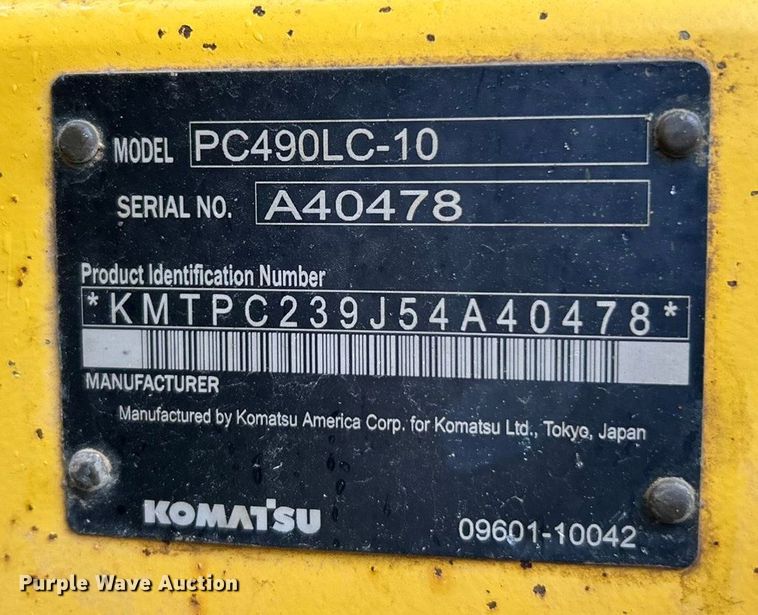 MODEL PC490LC-10
SERIAL NO. A40478
Product Identification Number
*KMTPC239J54A40478*
MANUFACTURER
Manufactured by Komatsu America Corp. for Komatsu Ltd., Tokyo, Japan
KOMATSU 09601-10042
Purple Wave Auction